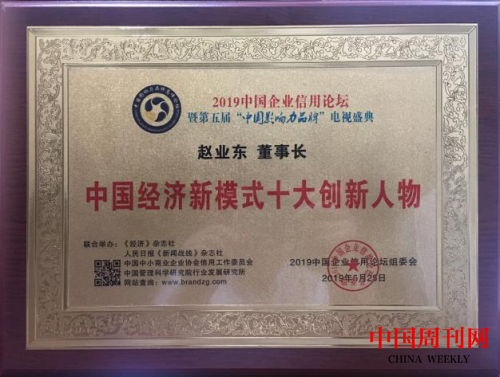 2019中国企业信用论坛
暨第五届“中国影响力品牌”电视盛典
赵业东 董事长
中国经济新模式十大创新人物
联合举办：《经济》杂志社
人民日报《新闻战线》杂志社
中国中小商业企业协会信用工作委员会
中国管理科学研究院行业发展研究所
网站查询：www.brandzg.com
2019中国企业信用论坛组委会
2019年6月25日
中国周刊网
CHINA WEEKLY